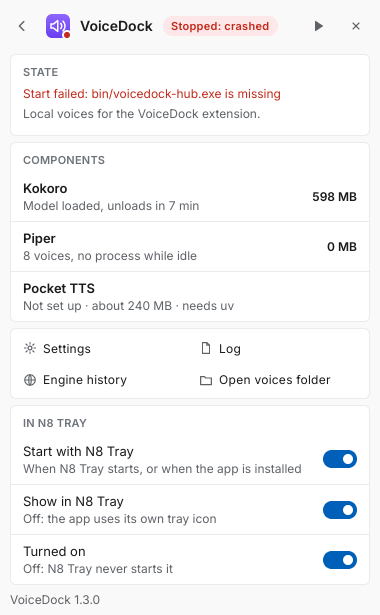 VoiceDock
Stopped: crashed
STATE
Start failed: bin/voicedock-hub.exe is missing
Local voices for the VoiceDock extension.
COMPONENTS
Kokoro
Model loaded, unloads in 7 min
598 MB
Piper
8 voices, no process while idle
0 MB
Pocket TTS
Not set up · about 240 MB · needs uv
Settings
Log
Engine history
Open voices folder
IN N8 TRAY
Start with N8 Tray
When N8 Tray starts, or when the app is installed
Show in N8 Tray
Off: the app uses its own tray icon
Turned on
Off: N8 Tray never starts it
VoiceDock 1.3.0